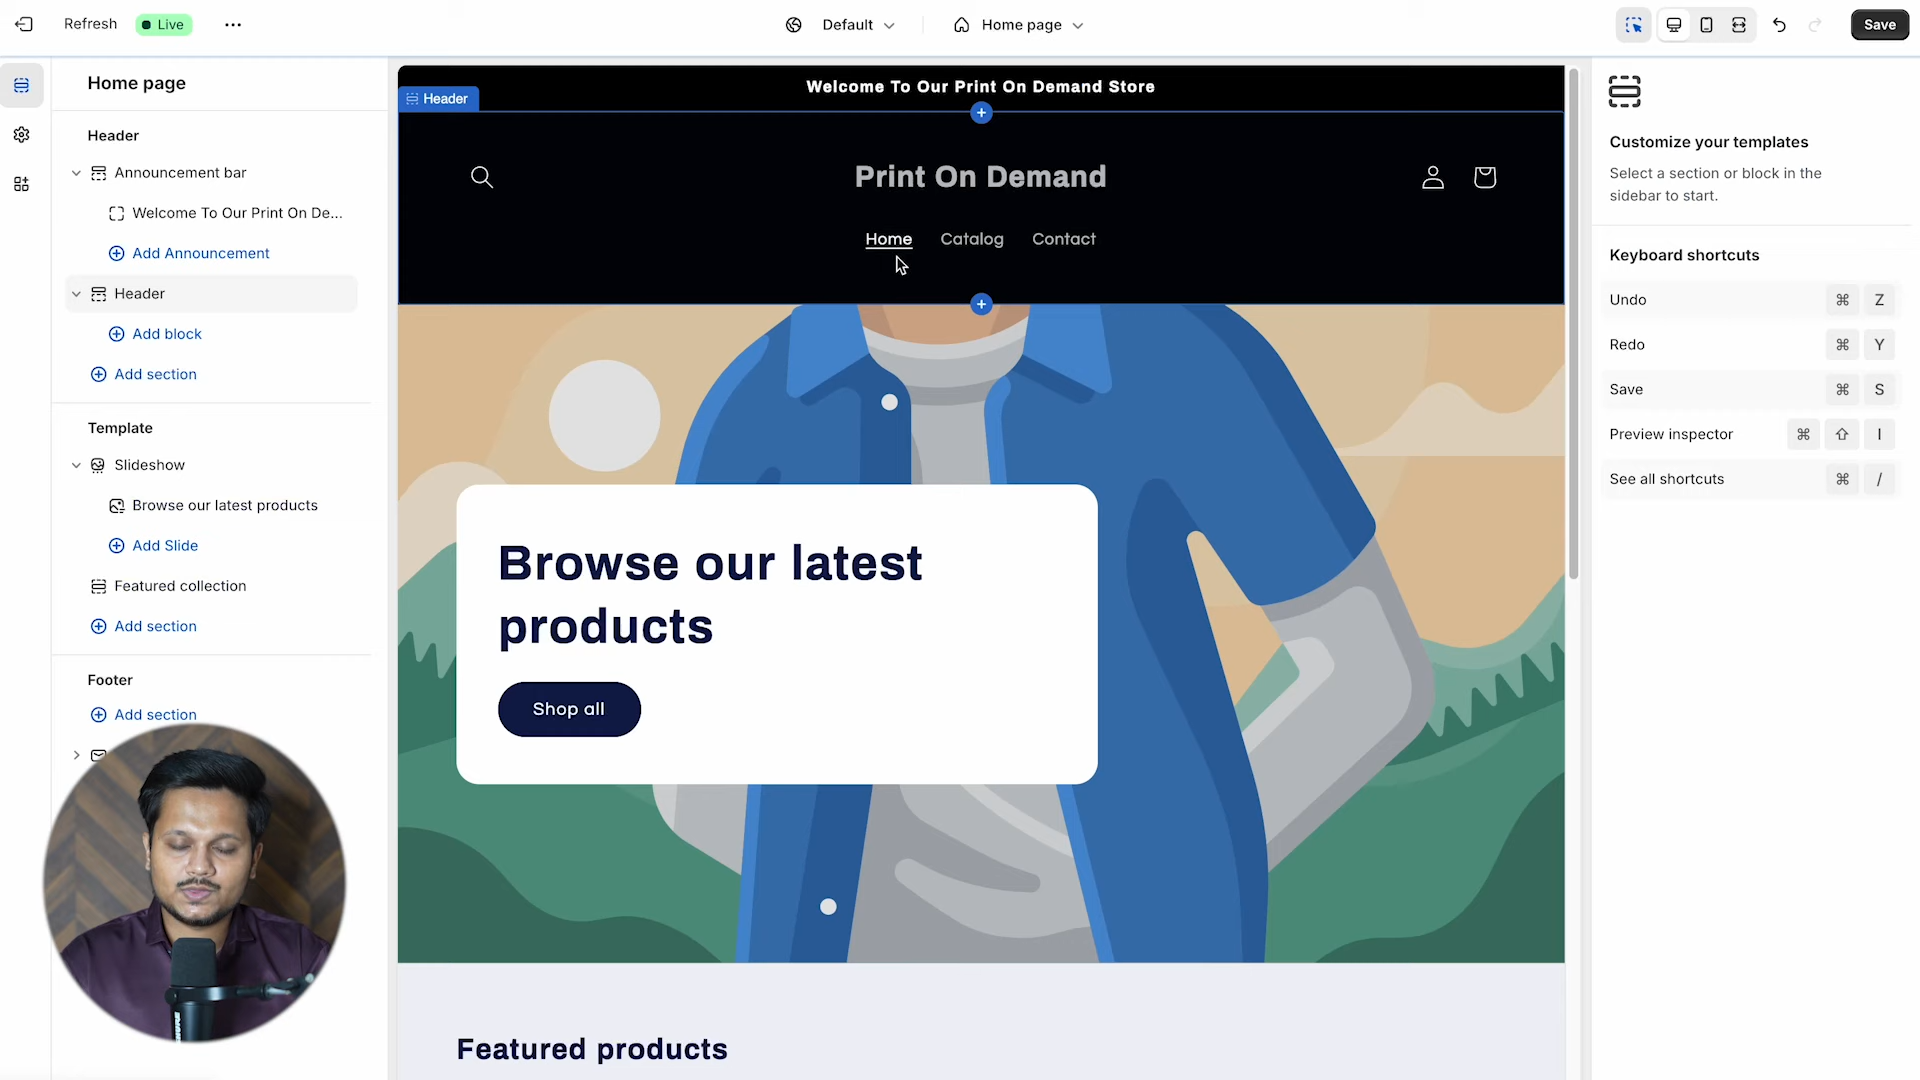 Refresh
Live
Default
Home page
Save
Home page
Header
Announcement bar
Welcome To Our Print On De...
Add Announcement
Header
Add block
Add section
Template
Slideshow
Browse our latest products
Add Slide
Featured collection
Add section
Footer
Add section
Welcome To Our Print On Demand Store
Header
Print On Demand
Home
Catalog
Contact
Browse our latest
products
Shop all
Featured products
Customize your templates
Select a section or block in the
sidebar to start.
Keyboard shortcuts
Undo ⌘ Z
Redo ⌘ Y
Save ⌘ S
Preview inspector ⌘ ⇧ I
See all shortcuts ⌘ /